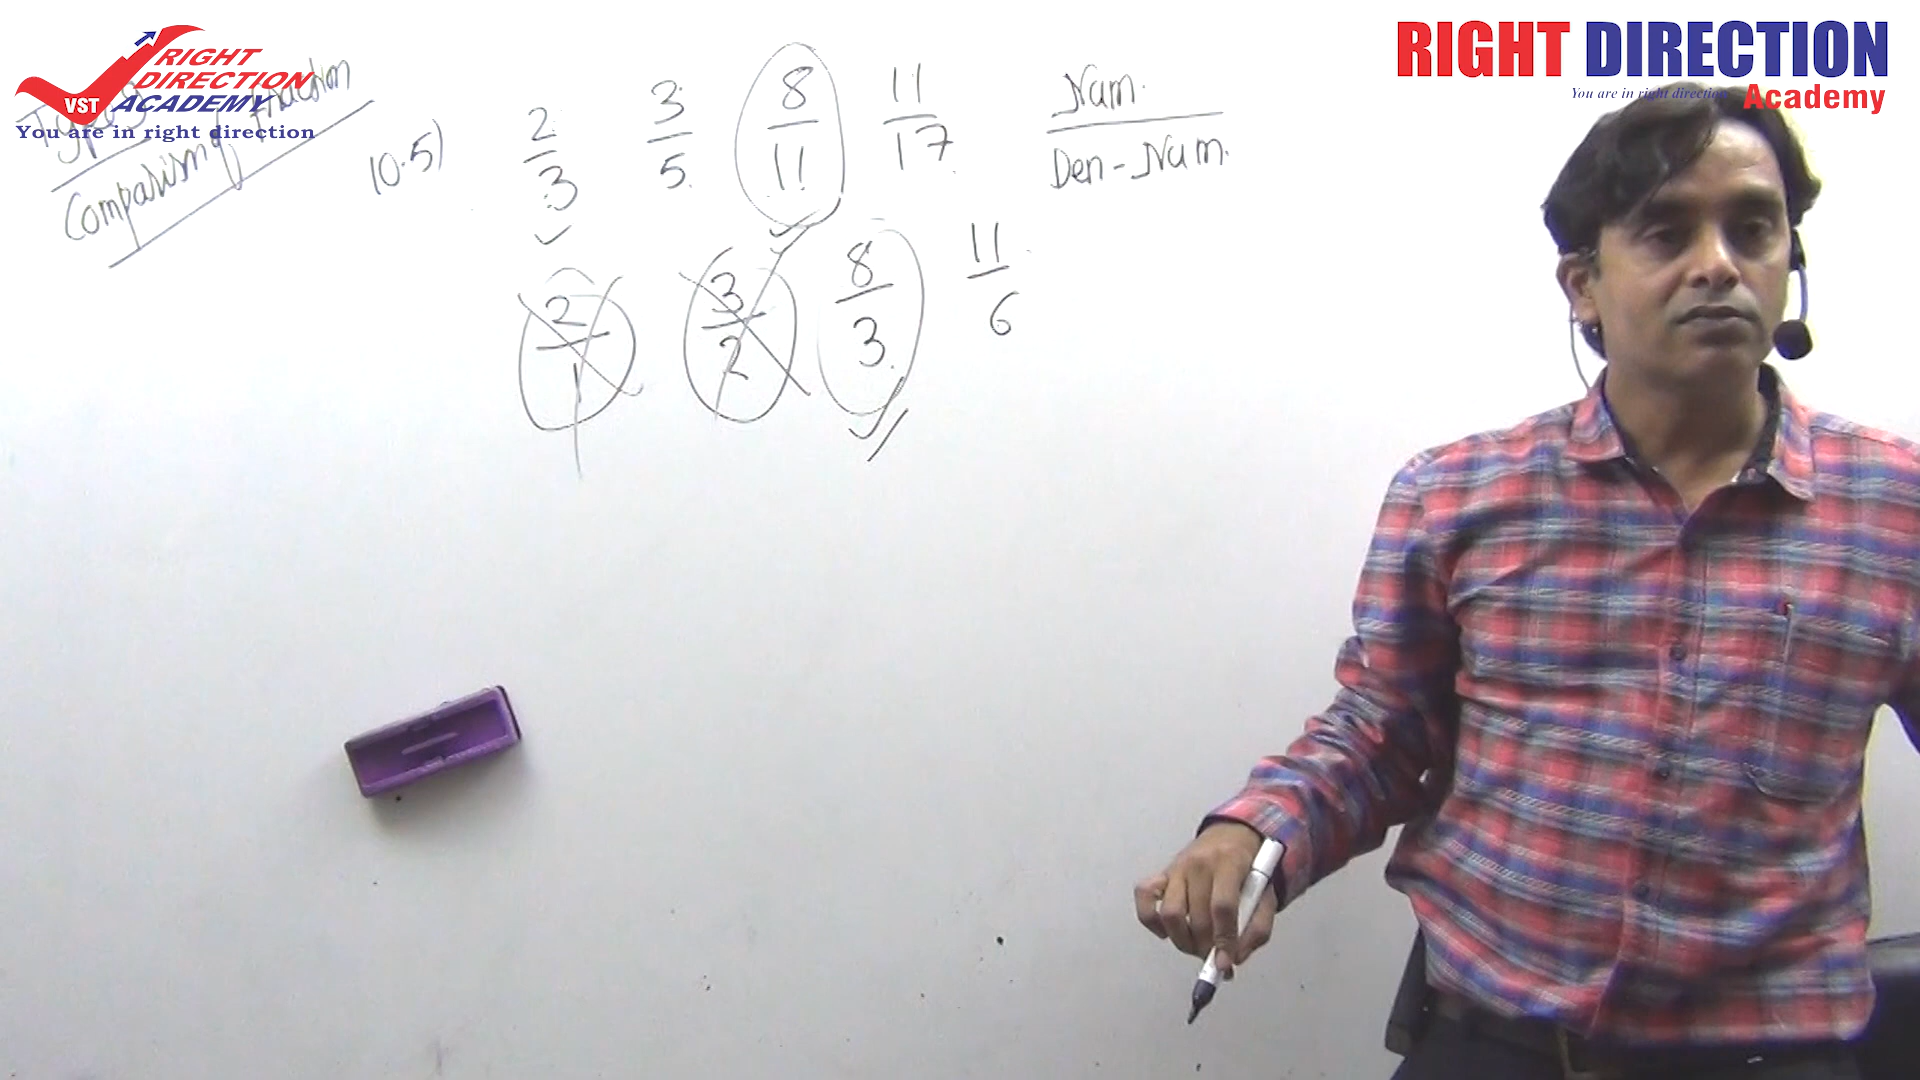 RIGHT
DIRECTION
VST ACADEMY
You are in right direction
RIGHT DIRECTION
You are in right direction Academy
Types
Comparison of Fraction
10.5) 2/3 3/5 8/11 11/17 Num. / Den - Num.
2/1 3/2 8/3 11/6